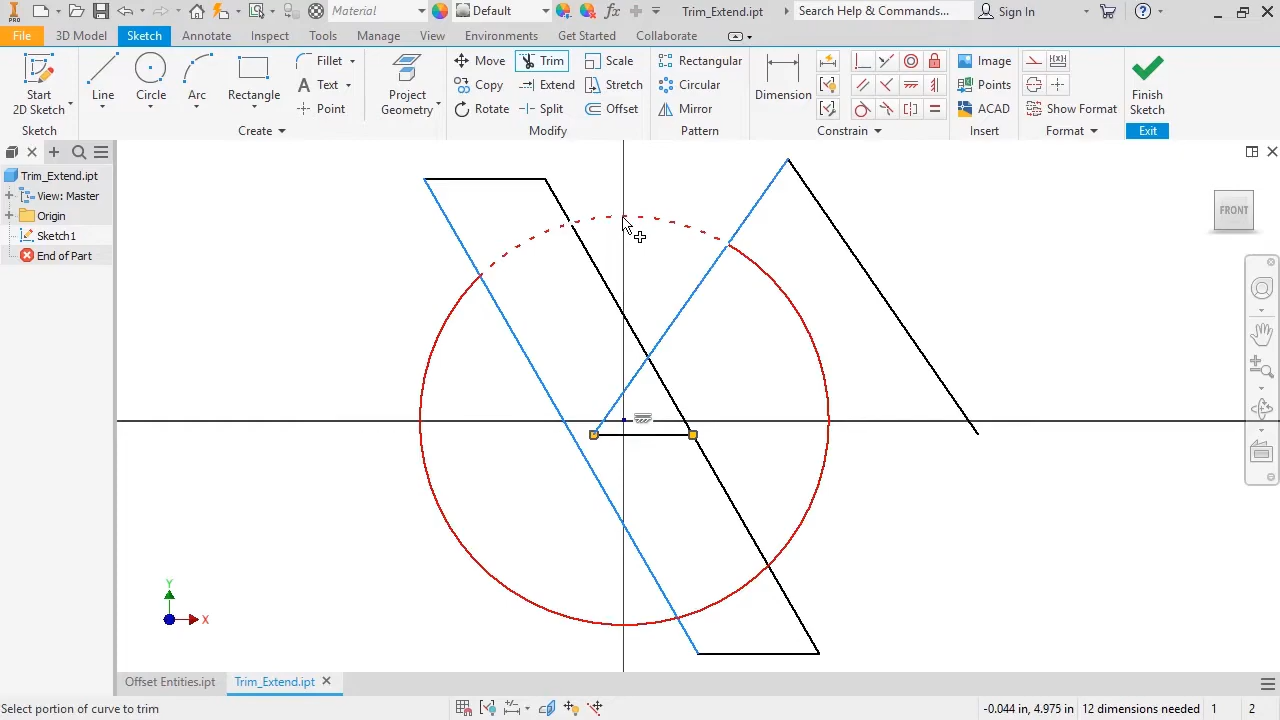 PRO
Material
Default
Trim_Extend.ipt
Search Help & Commands...
Sign In
File
3D Model
Sketch
Annotate
Inspect
Tools
Manage
View
Environments
Get Started
Collaborate
Start
2D Sketch
Sketch
Line
Circle
Arc
Rectangle
Fillet
Text
Point
Create
Project
Geometry
Move
Copy
Rotate
Trim
Extend
Split
Scale
Stretch
Offset
Modify
Rectangular
Circular
Mirror
Pattern
Dimension
Constrain
Image
Points
ACAD
Insert
Show Format
Format
Finish
Sketch
Exit
Trim_Extend.ipt
View: Master
Origin
Sketch1
End of Part
FRONT
Y
X
Offset Entities.ipt
Trim_Extend.ipt
Select portion of curve to trim
-0.044 in, 4.975 in
12 dimensions needed
1
2